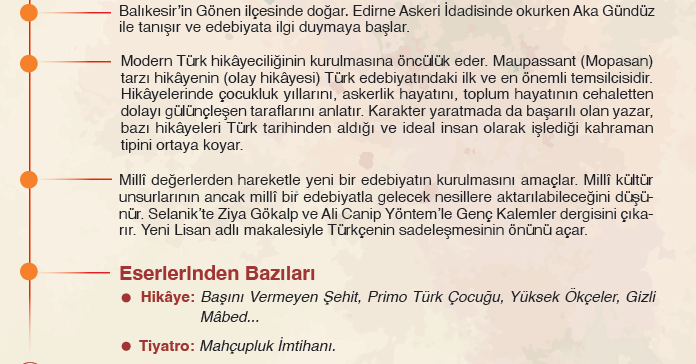 Balıkesir’in Gönen ilçesinde doğar. Edirne Askeri İdadisinde okurken Aka Gündüz
ile tanışır ve edebiyata ilgi duymaya başlar.
Modern Türk hikâyeciliğinin kurulmasına öncülük eder. Maupassant (Mopasan)
tarzı hikâyenin (olay hikâyesi) Türk edebiyatındaki ilk ve en önemli temsilcisidir.
Hikâyelerinde çocukluk yıllarını, askerlik hayatını, toplum hayatının cehaletten
dolayı gülünçleşen taraflarını anlatır. Karakter yaratmada da başarılı olan yazar,
bazı hikâyeleri Türk tarihinden aldığı ve ideal insan olarak işlediği kahraman
tipini ortaya koyar.
Millî değerlerden hareketle yeni bir edebiyatın kurulmasını amaçlar. Millî kültür
unsurlarının ancak millî bir edebiyatla gelecek nesillere aktarılabileceğini düşü-
nür. Selanik’te Ziya Gökalp ve Ali Canip Yöntem’le Genç Kalemler dergisini çıka-
rır. Yeni Lisan adlı makalesiyle Türkçenin sadeleşmesinin önünü açar.
Eserlerinden Bazıları
● Hikâye: Başını Vermeyen Şehit, Primo Türk Çocuğu, Yüksek Ökçeler, Gizli
Mâbed...
● Tiyatro: Mahçupluk İmtihanı.